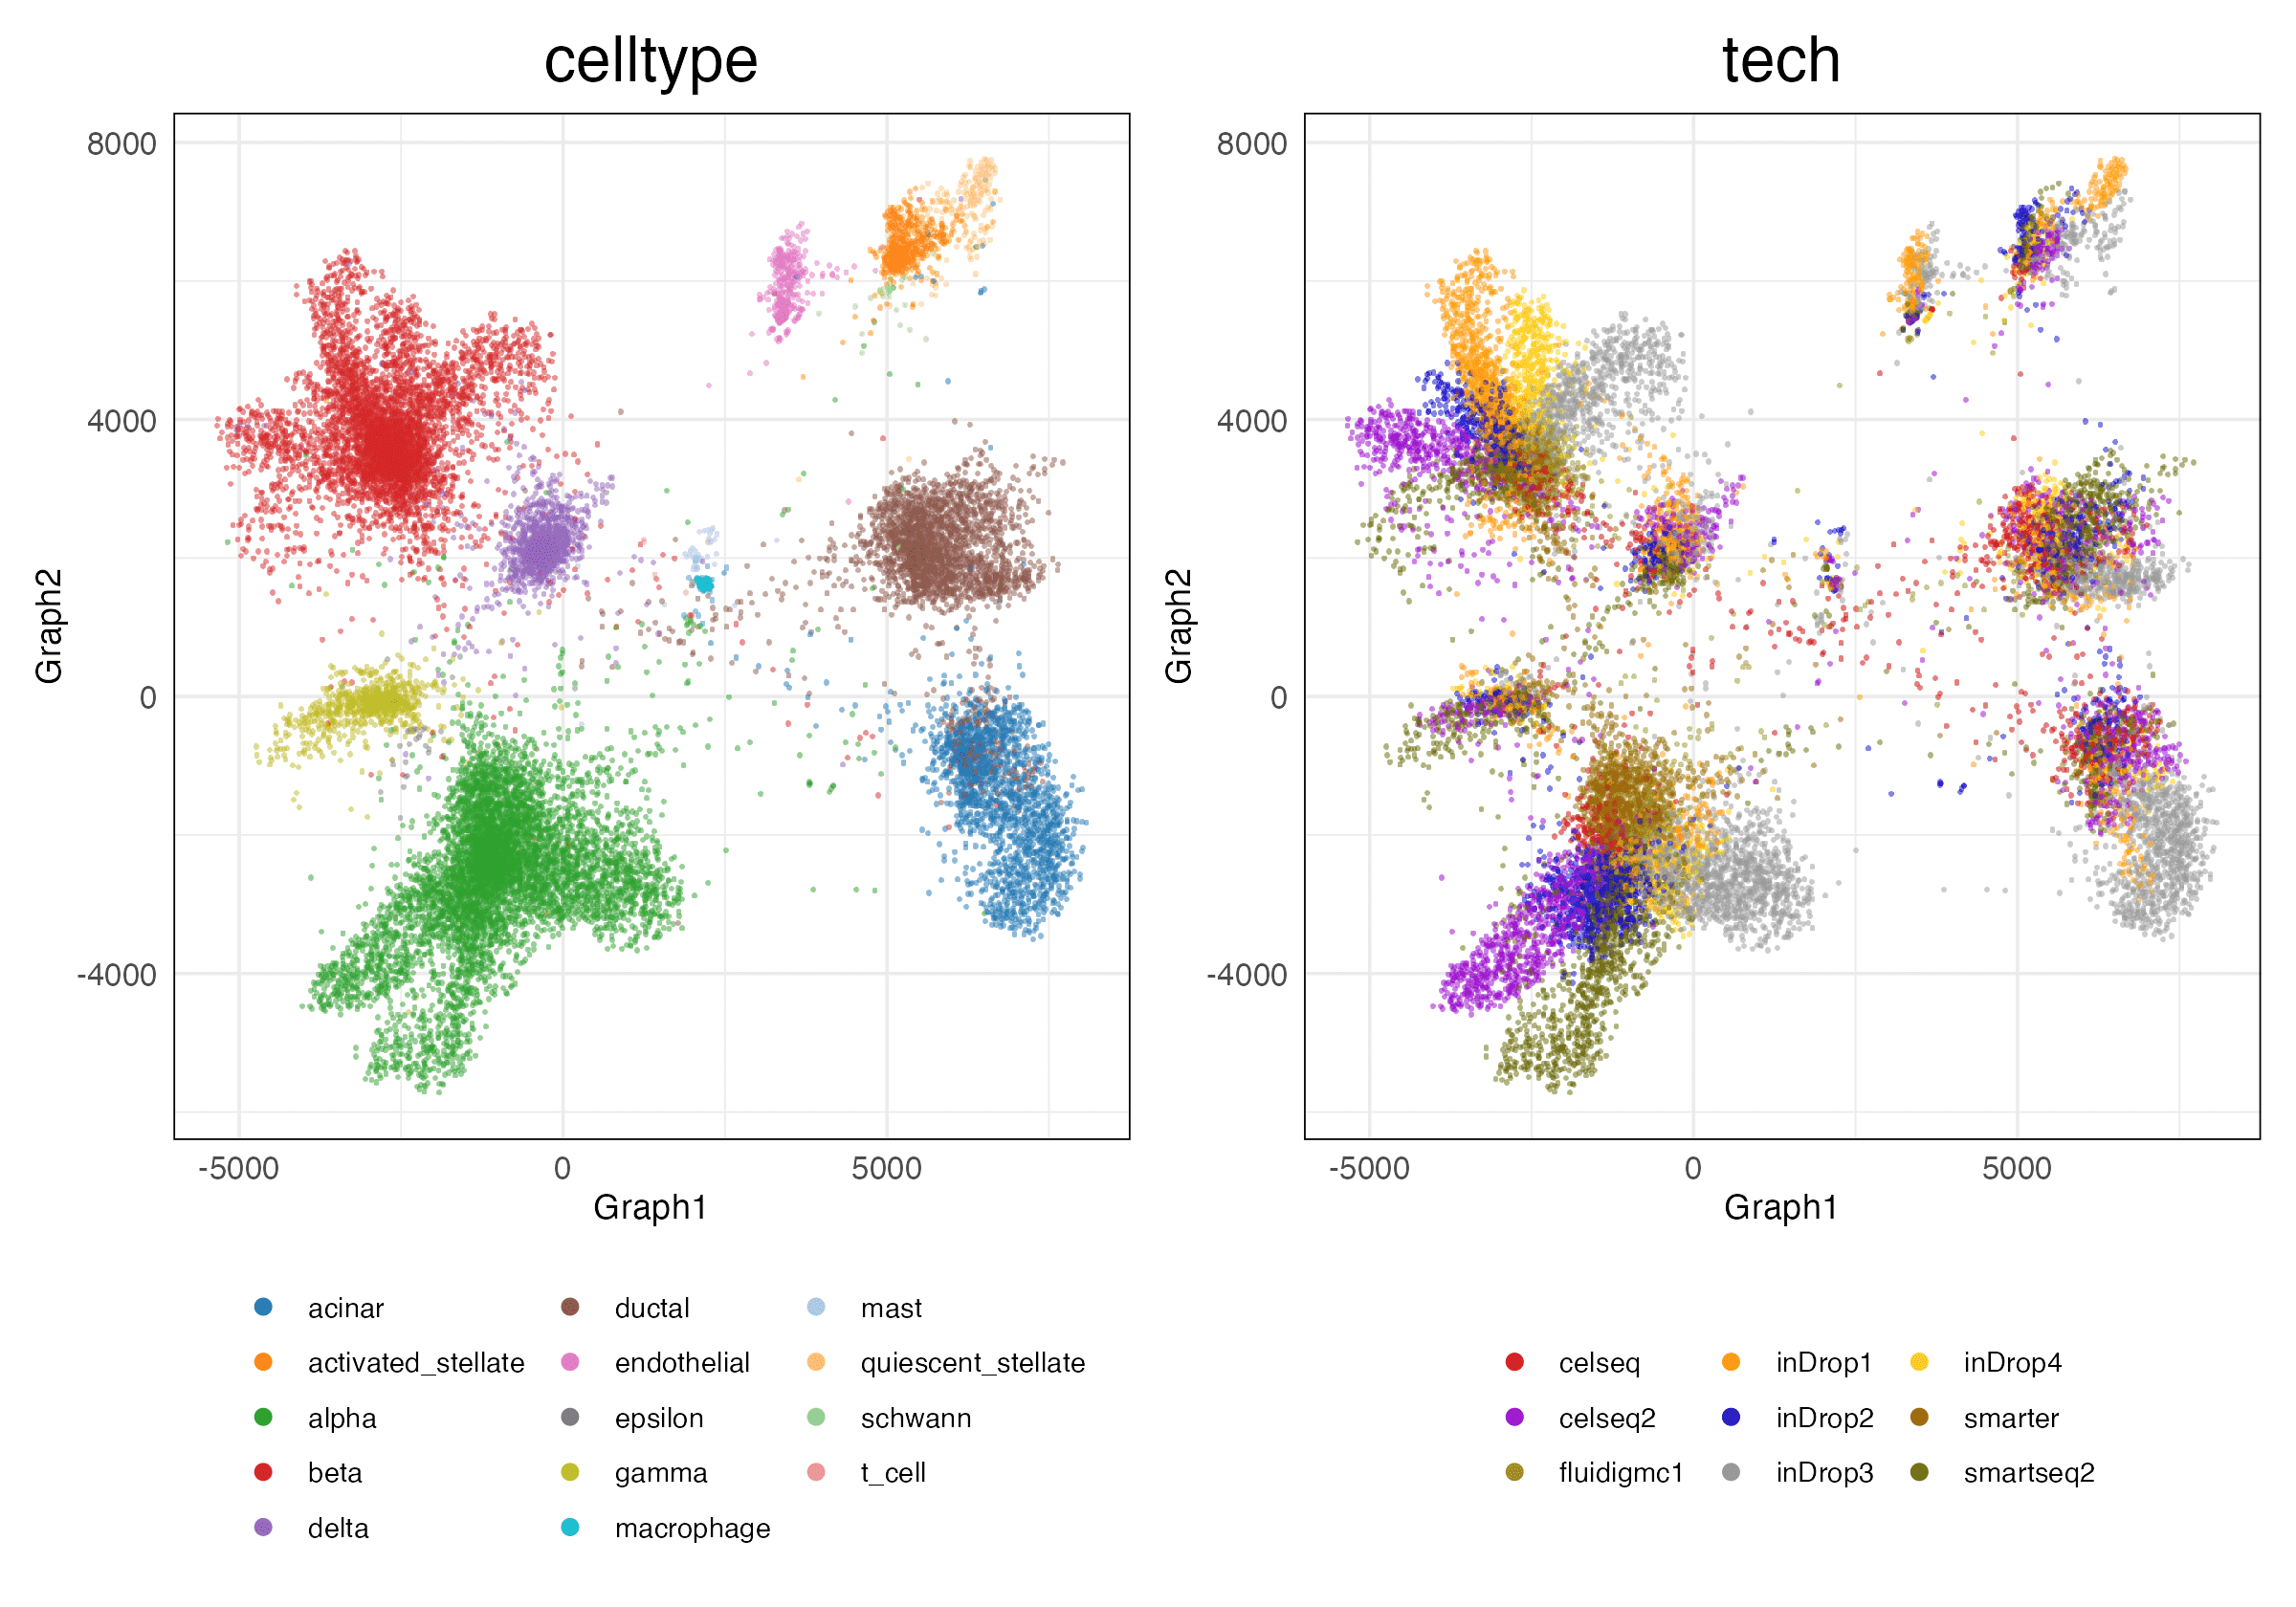 celltype
tech
8000
4000
0
-4000
Graph2
-5000
0
5000
Graph1
8000
4000
0
-4000
Graph2
-5000
0
5000
Graph1
acinar
ductal
mast
activated_stellate
endothelial
quiescent_stellate
alpha
epsilon
schwann
beta
gamma
t_cell
delta
macrophage
celseq
inDrop1
inDrop4
celseq2
inDrop2
smarter
fluidigmc1
inDrop3
smartseq2